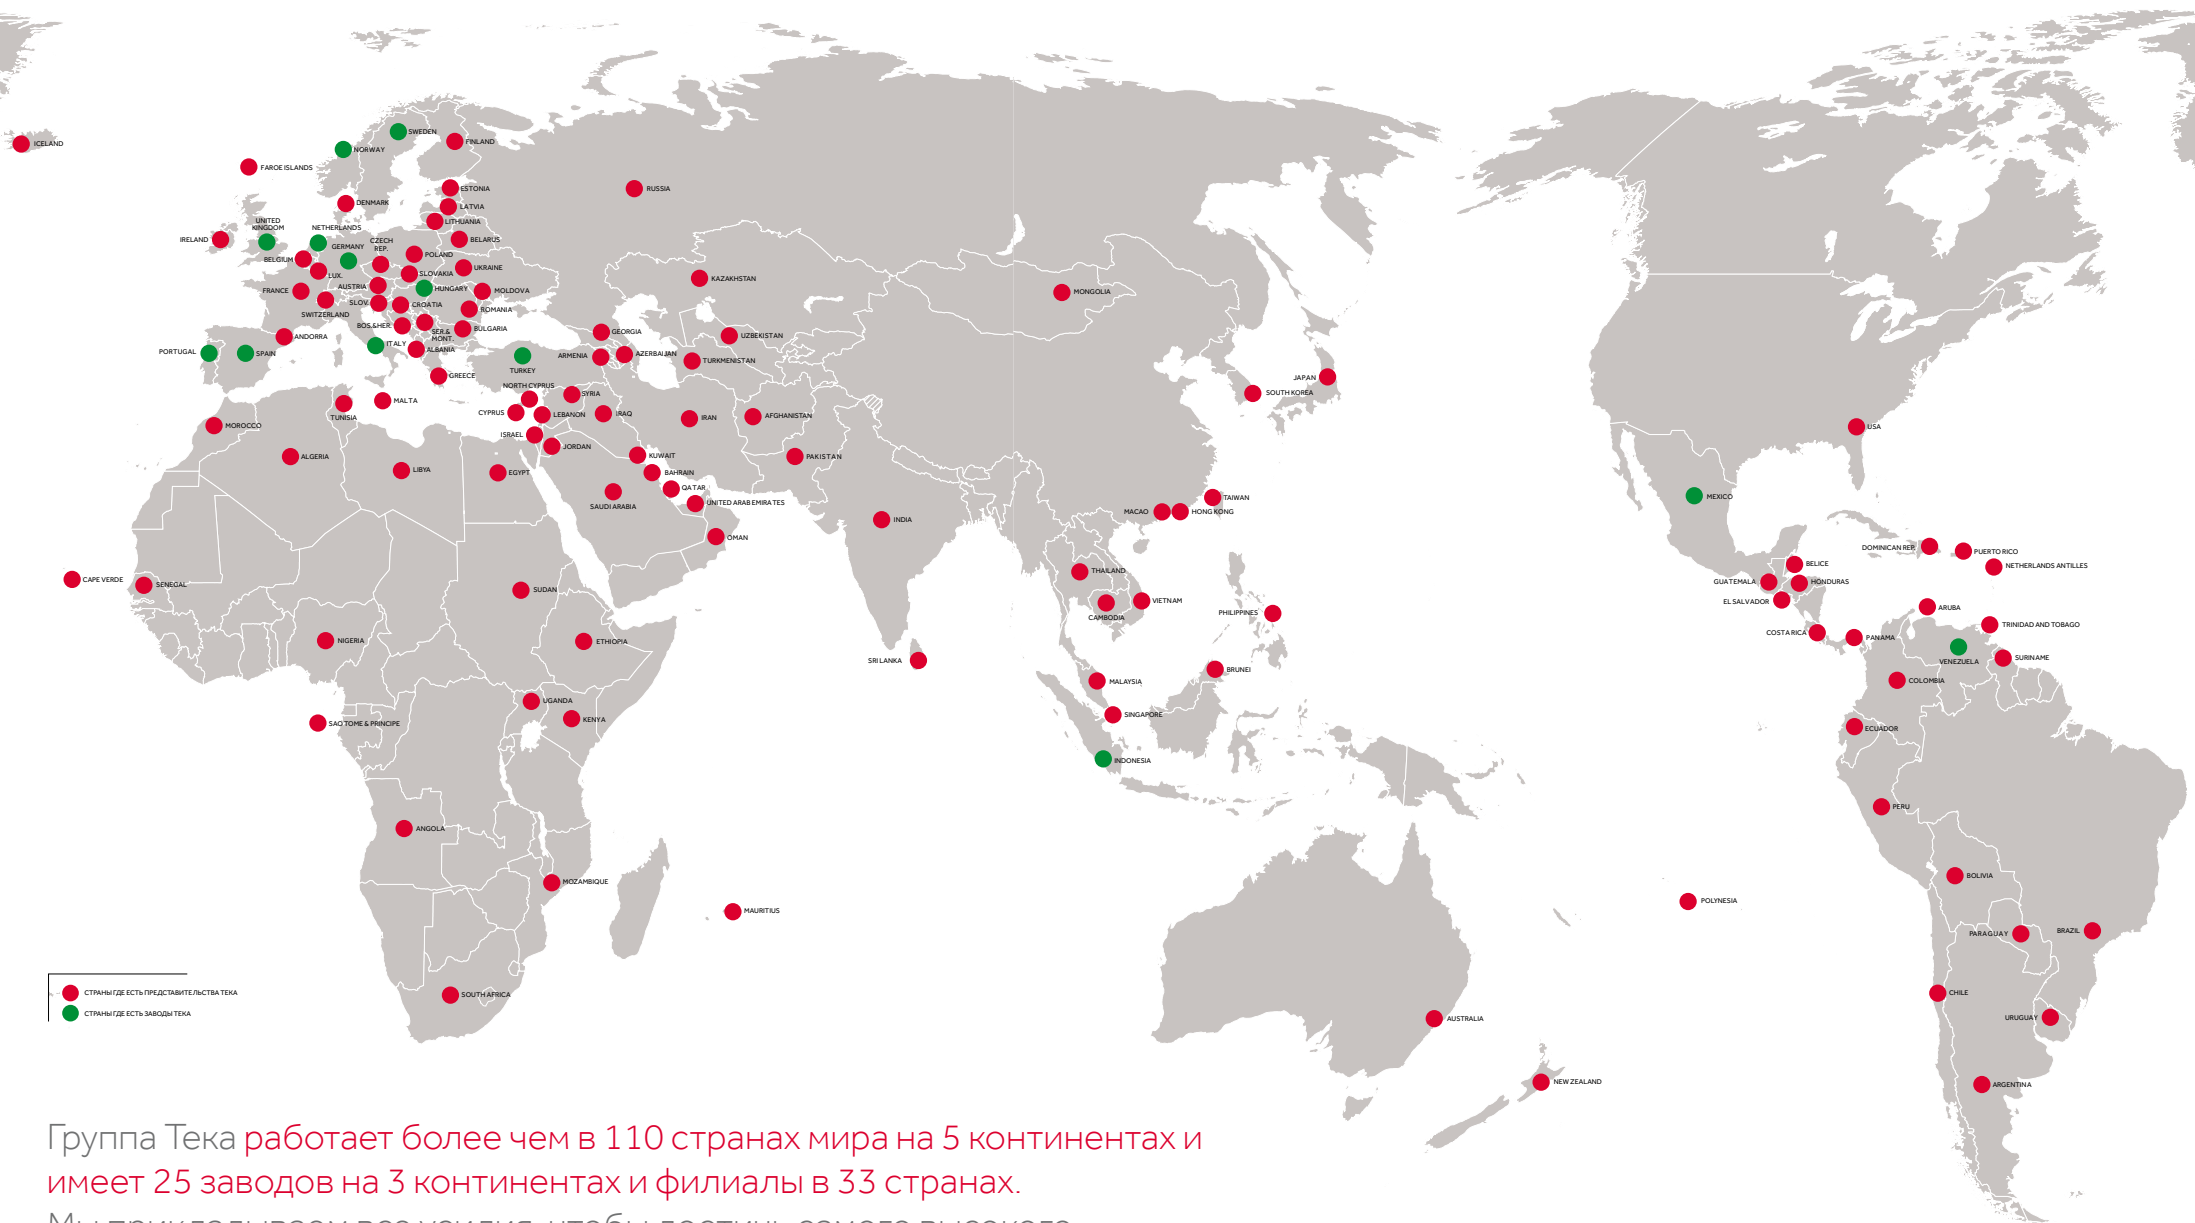 ICELAND
SWEDEN
FINLAND
NORWAY
FAROE ISLANDS
ESTONIA
RUSSIA
DENMARK
LATVIA
LITHUANIA
UNITED
KINGDOM
NETHERLANDS
IRELAND
BELARUS
GERMANY
CZECH
REP.
POLAND
BELGIUM
UKRAINE
LUX.
SLOVAKIA
KAZAKHSTAN
AUSTRIA
HUNGARY
MOLDOVA
MONGOLIA
FRANCE
SLOV.
CROATIA
ROMANIA
SWITZERLAND
BOS.&HER.
SER.&
MONT.
BULGARIA
GEORGIA
UZBEKISTAN
ANDORRA
ITALY
ALBANIA
PORTUGAL
SPAIN
TURKEY
ARMENIA
AZERBAIJAN
TURKMENISTAN
GREECE
JAPAN
NORTH CYPRUS
SYRIA
SOUTH KOREA
MALTA
TUNISIA
CYPRUS
LEBANON
IRAQ
IRAN
AFGHANISTAN
MOROCCO
USA
ISRAEL
JORDAN
ALGERIA
KUWAIT
PAKISTAN
LIBYA
EGYPT
BAHRAIN
QATAR
SAUDI ARABIA
UNITED ARAB EMIRATES
MEXICO
TAIWAN
MACAO
HONG KONG
INDIA
OMAN
DOMINICAN REP.
PUERTO RICO
BELICE
NETHERLANDS ANTILLES
CAPE VERDE
SENEGAL
THAILAND
GUATEMALA
HONDURAS
SUDAN
EL SALVADOR
VIETNAM
CAMBODIA
ARUBA
PHILIPPINES
TRINIDAD AND TOBAGO
NIGERIA
ETHIOPIA
COSTA RICA
PANAMA
SRI LANKA
VENEZUELA
SURINAME
BRUNEI
MALAYSIA
COLOMBIA
UGANDA
SINGAPORE
KENYA
SAO TOME & PRINCIPE
ECUADOR
INDONESIA
PERU
ANGOLA
BOLIVIA
MOZAMBIQUE
POLYNESIA
MAURITIUS
PARAGUAY
BRAZIL
СТРАНЫ ГДЕ ЕСТЬ ПРЕДСТАВИТЕЛЬСТВА ТЕКА
SOUTH AFRICA
CHILE
СТРАНЫ ГДЕ ЕСТЬ ЗАВОДЫ ТЕКА
AUSTRALIA
URUGUAY
NEW ZEALAND
ARGENTINA
Группа Тека работает более чем в 110 странах мира на 5 континентах и
имеет 25 заводов на 3 континентах и филиалы в 33 странах.
Мы прикладываем все усилия, чтобы достичь самого высокого